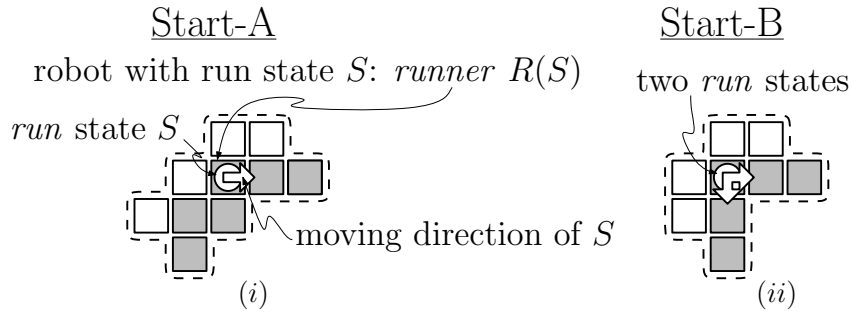 Start-A
Start-B
robot with run state S: runner R(S)
two run states
run state S
moving direction of S
(i)
(ii)